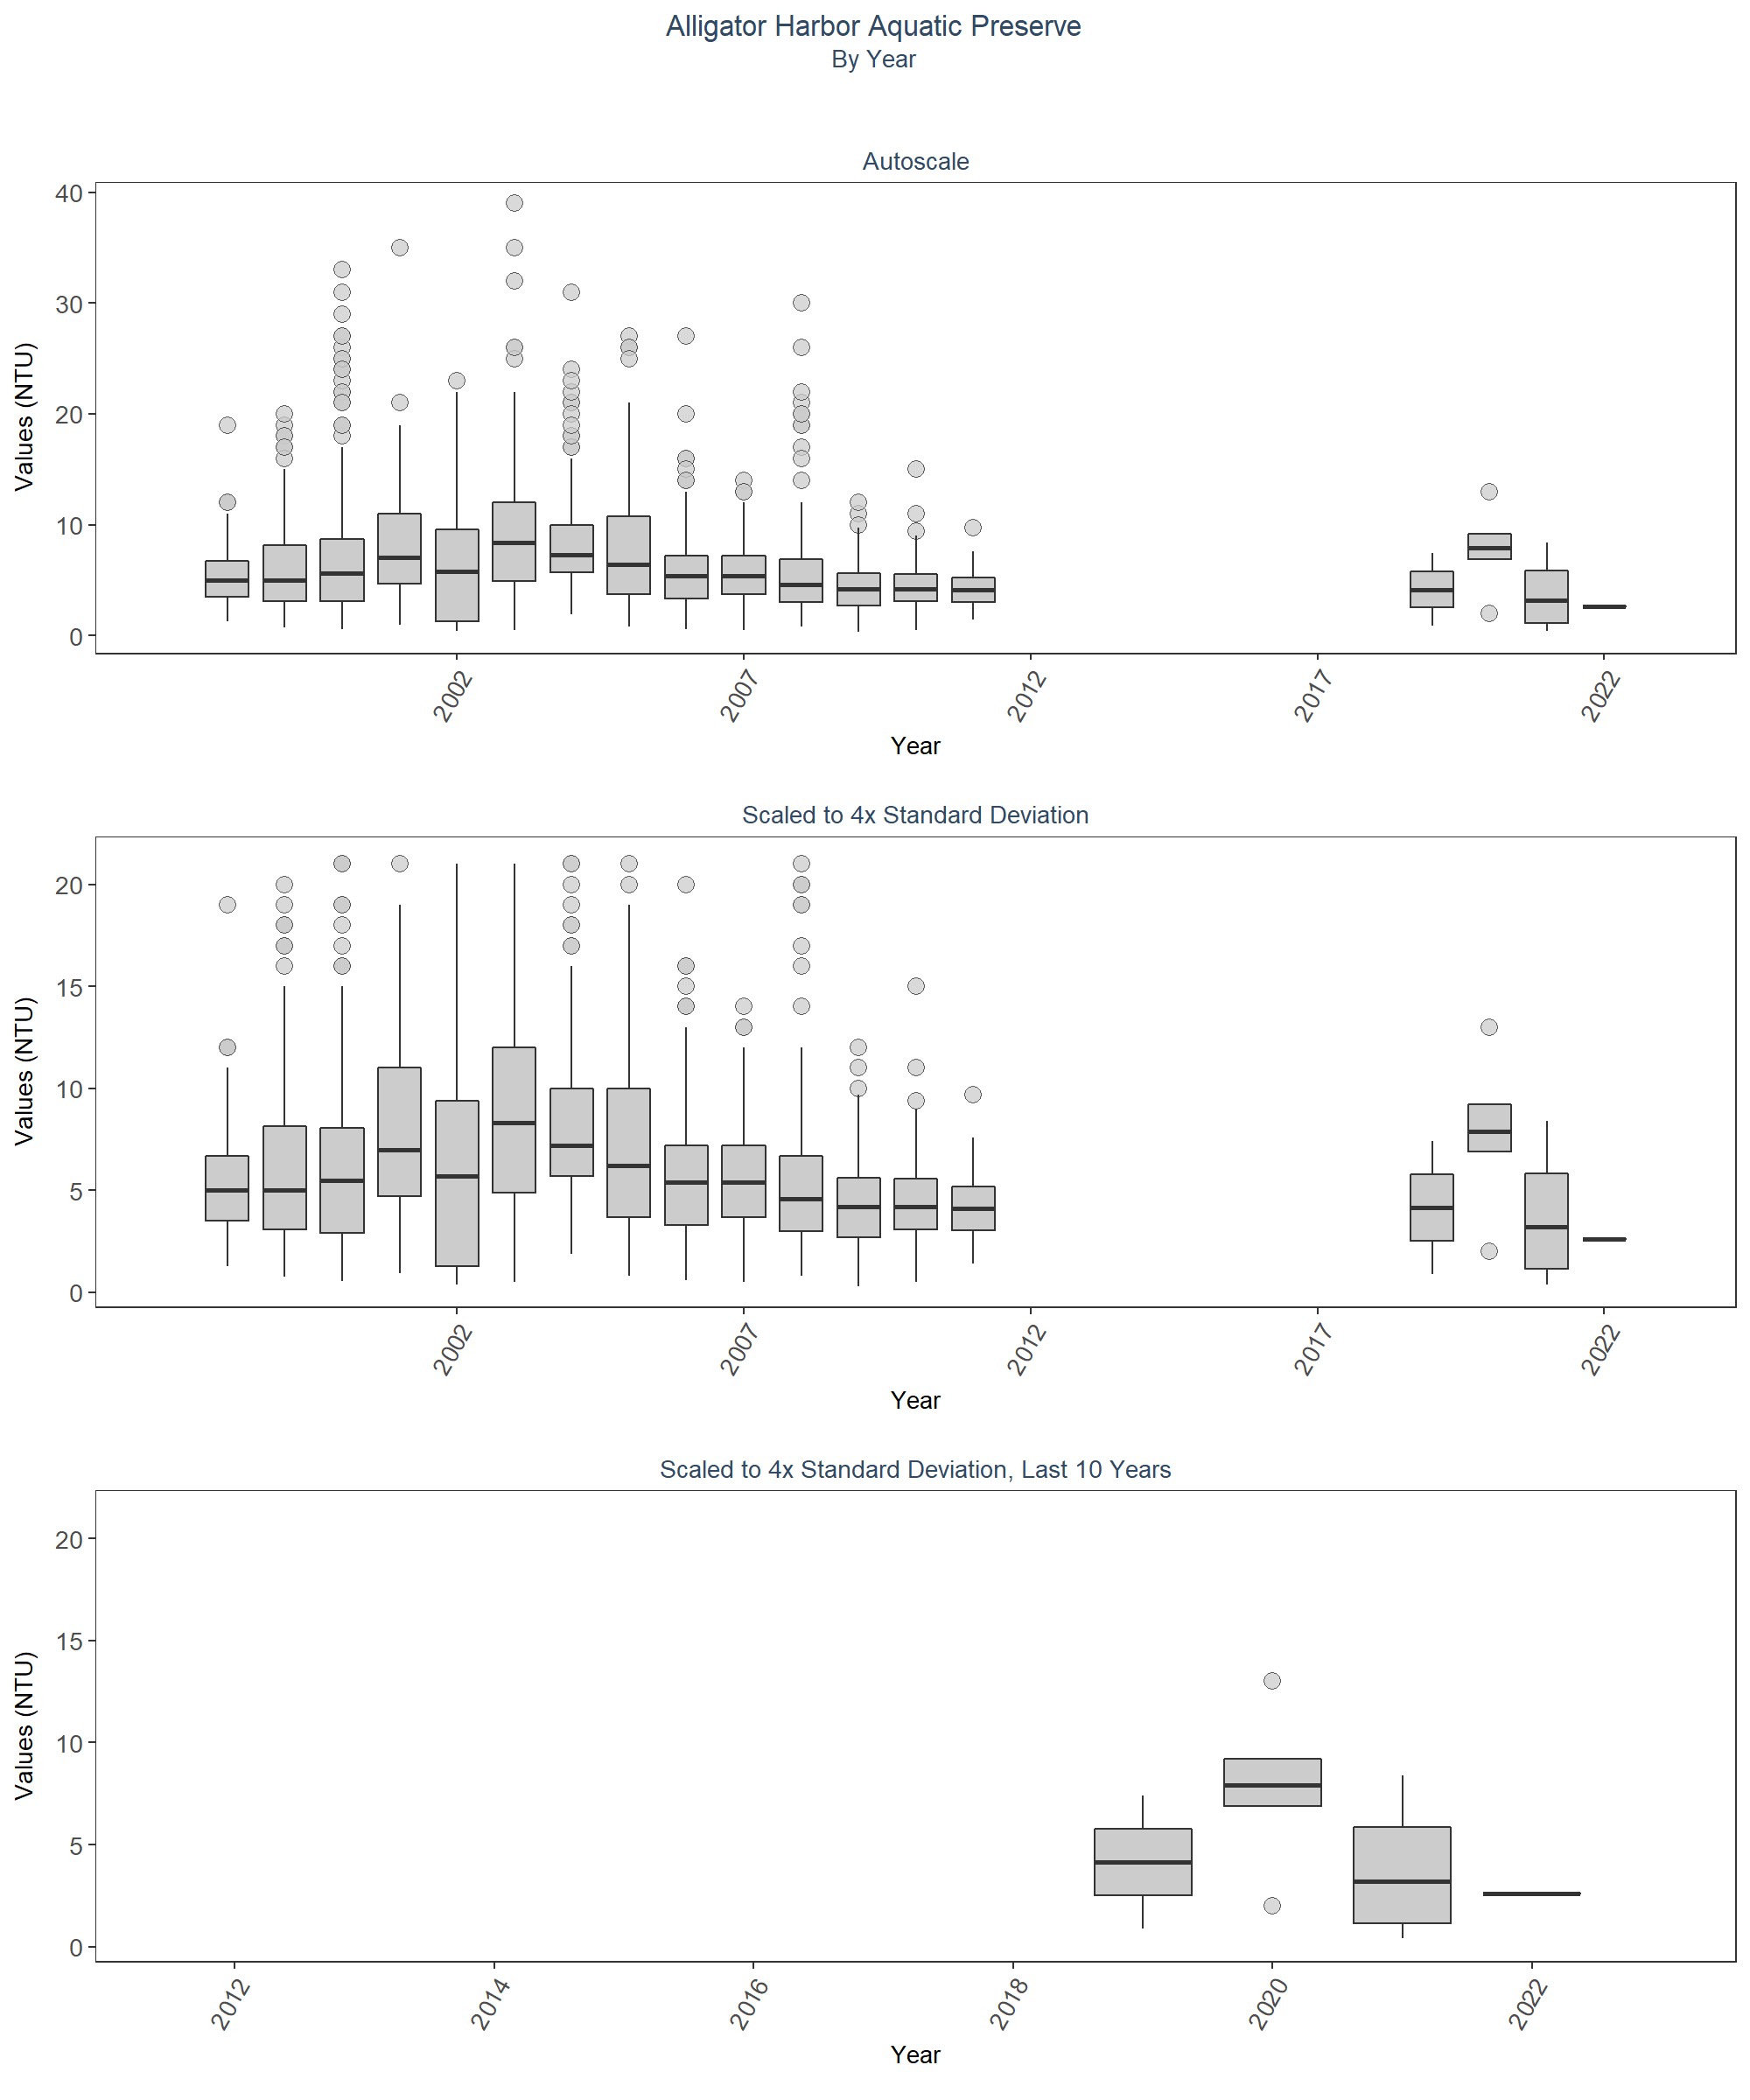 Alligator Harbor Aquatic Preserve
By Year
Autoscale
Values (NTU)
40
30
20
10
0
2002
2007
2012
2017
2022
Year
Scaled to 4x Standard Deviation
Values (NTU)
20
15
10
5
0
2002
2007
2012
2017
2022
Year
Scaled to 4x Standard Deviation, Last 10 Years
Values (NTU)
20
15
10
5
0
2012
2014
2016
2018
2020
2022
Year